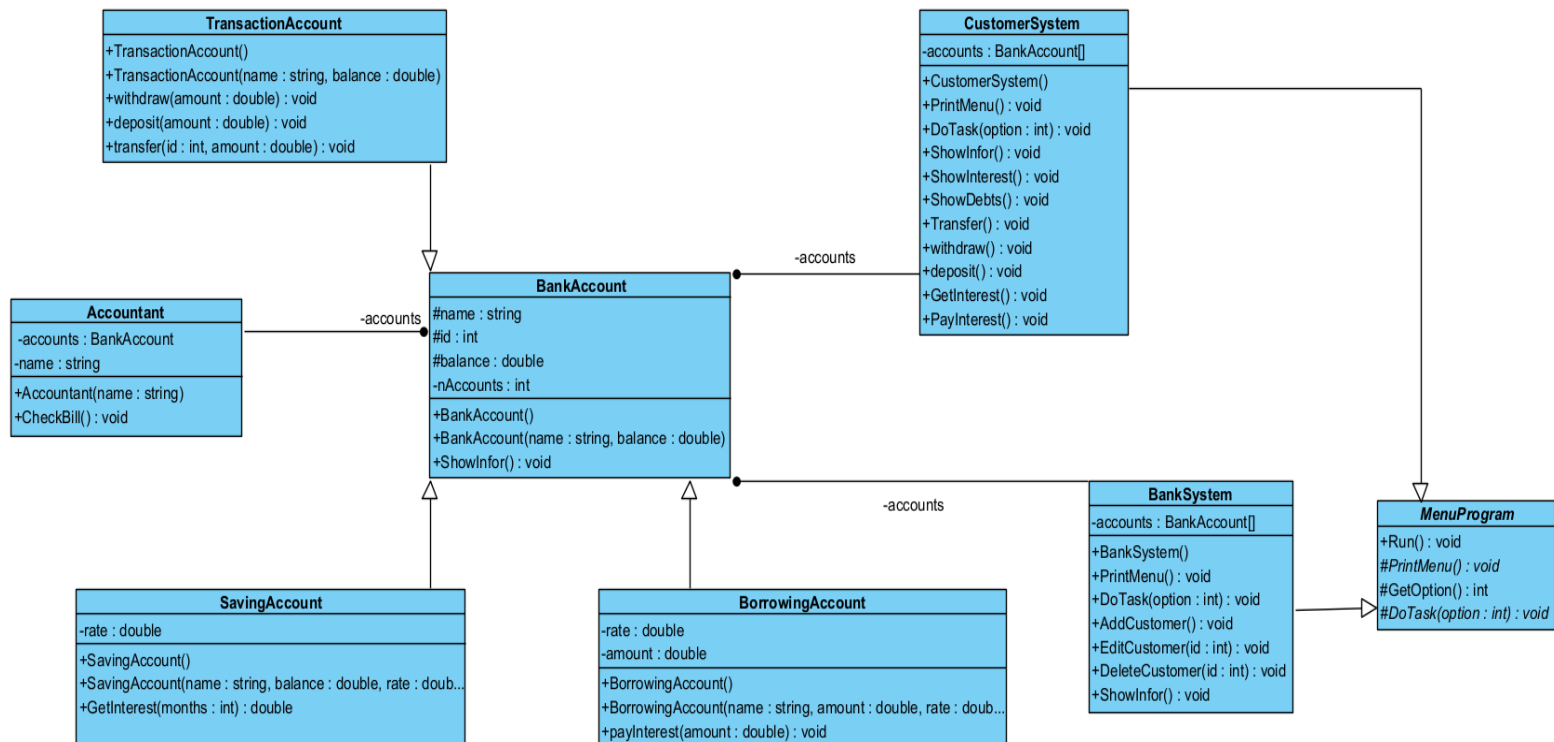 TransactionAccount
+TransactionAccount()
+TransactionAccount(name : string, balance : double)
+withdraw(amount : double) : void
+deposit(amount : double) : void
+transfer(id : int, amount : double) : void
CustomerSystem
-accounts : BankAccount[]
+CustomerSystem()
+PrintMenu() : void
+DoTask(option : int) : void
+ShowInfor() : void
+ShowInterest() : void
+ShowDebts() : void
+Transfer() : void
+withdraw() : void
+deposit() : void
+GetInterest() : void
+PayInterest() : void
-accounts
Accountant
-accounts : BankAccount
-name : string
+Accountant(name : string)
+CheckBill() : void
-accounts
BankAccount
#name : string
#id : int
#balance : double
-nAccounts : int
+BankAccount()
+BankAccount(name : string, balance : double)
+ShowInfor() : void
-accounts
BankSystem
-accounts : BankAccount[]
+BankSystem()
+PrintMenu() : void
+DoTask(option : int) : void
+AddCustomer() : void
+EditCustomer(id : int) : void
+DeleteCustomer(id : int) : void
+ShowInfor() : void
MenuProgram
+Run() : void
#PrintMenu() : void
#GetOption() : int
#DoTask(option : int) : void
SavingAccount
-rate : double
+SavingAccount()
+SavingAccount(name : string, balance : double, rate : doub...
+GetInterest(months : int) : double
BorrowingAccount
-rate : double
-amount : double
+BorrowingAccount()
+BorrowingAccount(name : string, amount : double, rate : doub...
+payInterest(amount : double) : void